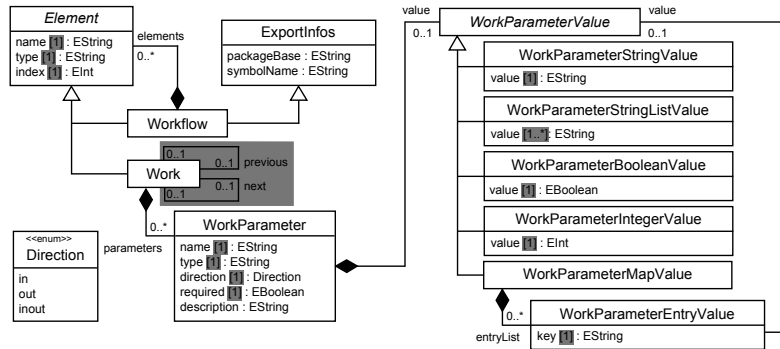 Element
name [1] : EString
type [1] : EString
index [1] : EInt
elements
0..*
ExportInfos
packageBase : EString
symbolName : EString
Workflow
Work
0..1
0..1
previous
0..1
next
0..1
0..*
parameters
WorkParameter
name [1] : EString
type [1] : EString
direction [1] : Direction
required [1] : EBoolean
description : EString
<<enum>>
Direction
in
out
inout
value
0..1
WorkParameterValue
value
0..1
WorkParameterStringValue
value [1] : EString
WorkParameterStringListValue
value [1..*]: EString
WorkParameterBooleanValue
value [1] : EBoolean
WorkParameterIntegerValue
value [1] : EInt
WorkParameterMapValue
0..*
entryList
WorkParameterEntryValue
key [1] : EString